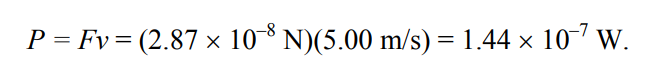 P = Fv = (2.87 × 10⁻⁸ N)(5.00 m/s) = 1.44 × 10⁻⁷ W.